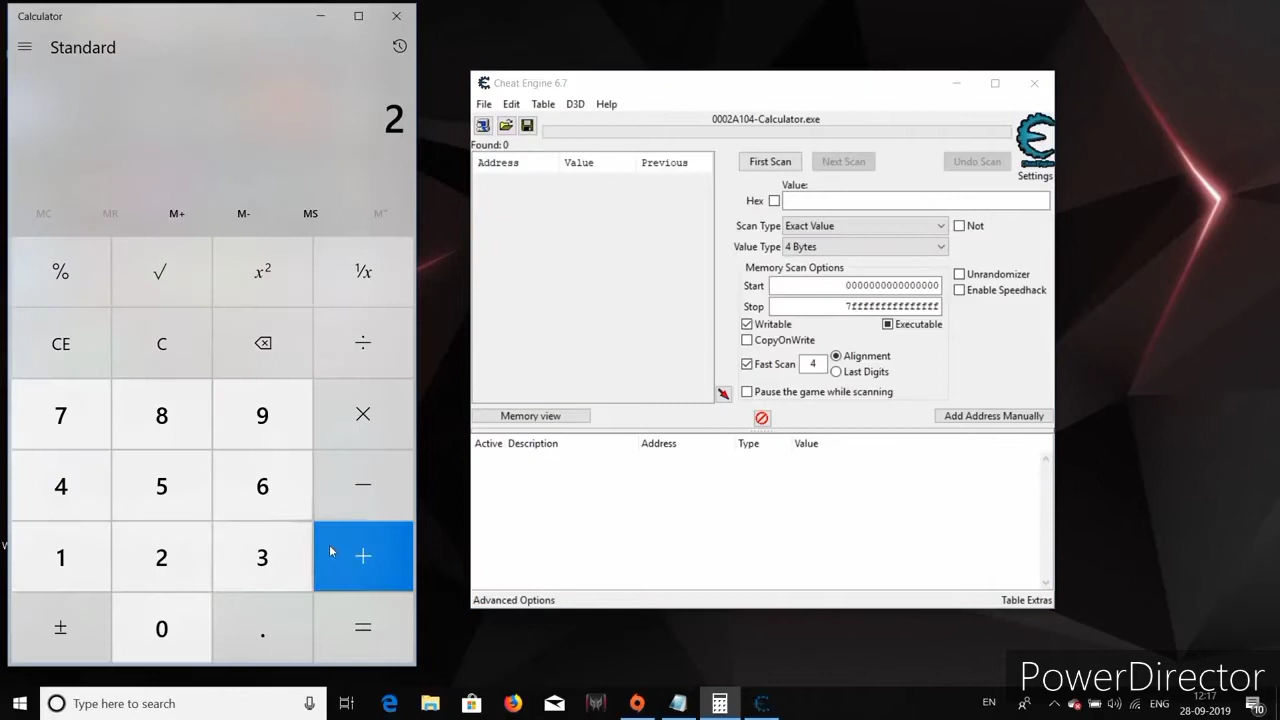 Calculator
Standard
2
MC MR M+ M- MS M˅
% √ x² ¹/x
CE C ÷
7 8 9 ×
4 5 6 −
1 2 3 +
± 0 . =
Cheat Engine 6.7
File Edit Table D3D Help
0002A104-Calculator.exe
Found: 0
Address Value Previous
First Scan Next Scan Undo Scan
Settings
Value:
Hex
Scan Type Exact Value Not
Value Type 4 Bytes
Memory Scan Options
Start 0000000000000000
Stop 7fffffffffffffff
Unrandomizer
Enable Speedhack
Writable Executable
CopyOnWrite
Fast Scan 4 Alignment
Last Digits
Pause the game while scanning
Memory view Add Address Manually
Active Description Address Type Value
Advanced Options Table Extras
W
PowerDirector
Type here to search
EN
ENG
12:17
28-09-2019
10